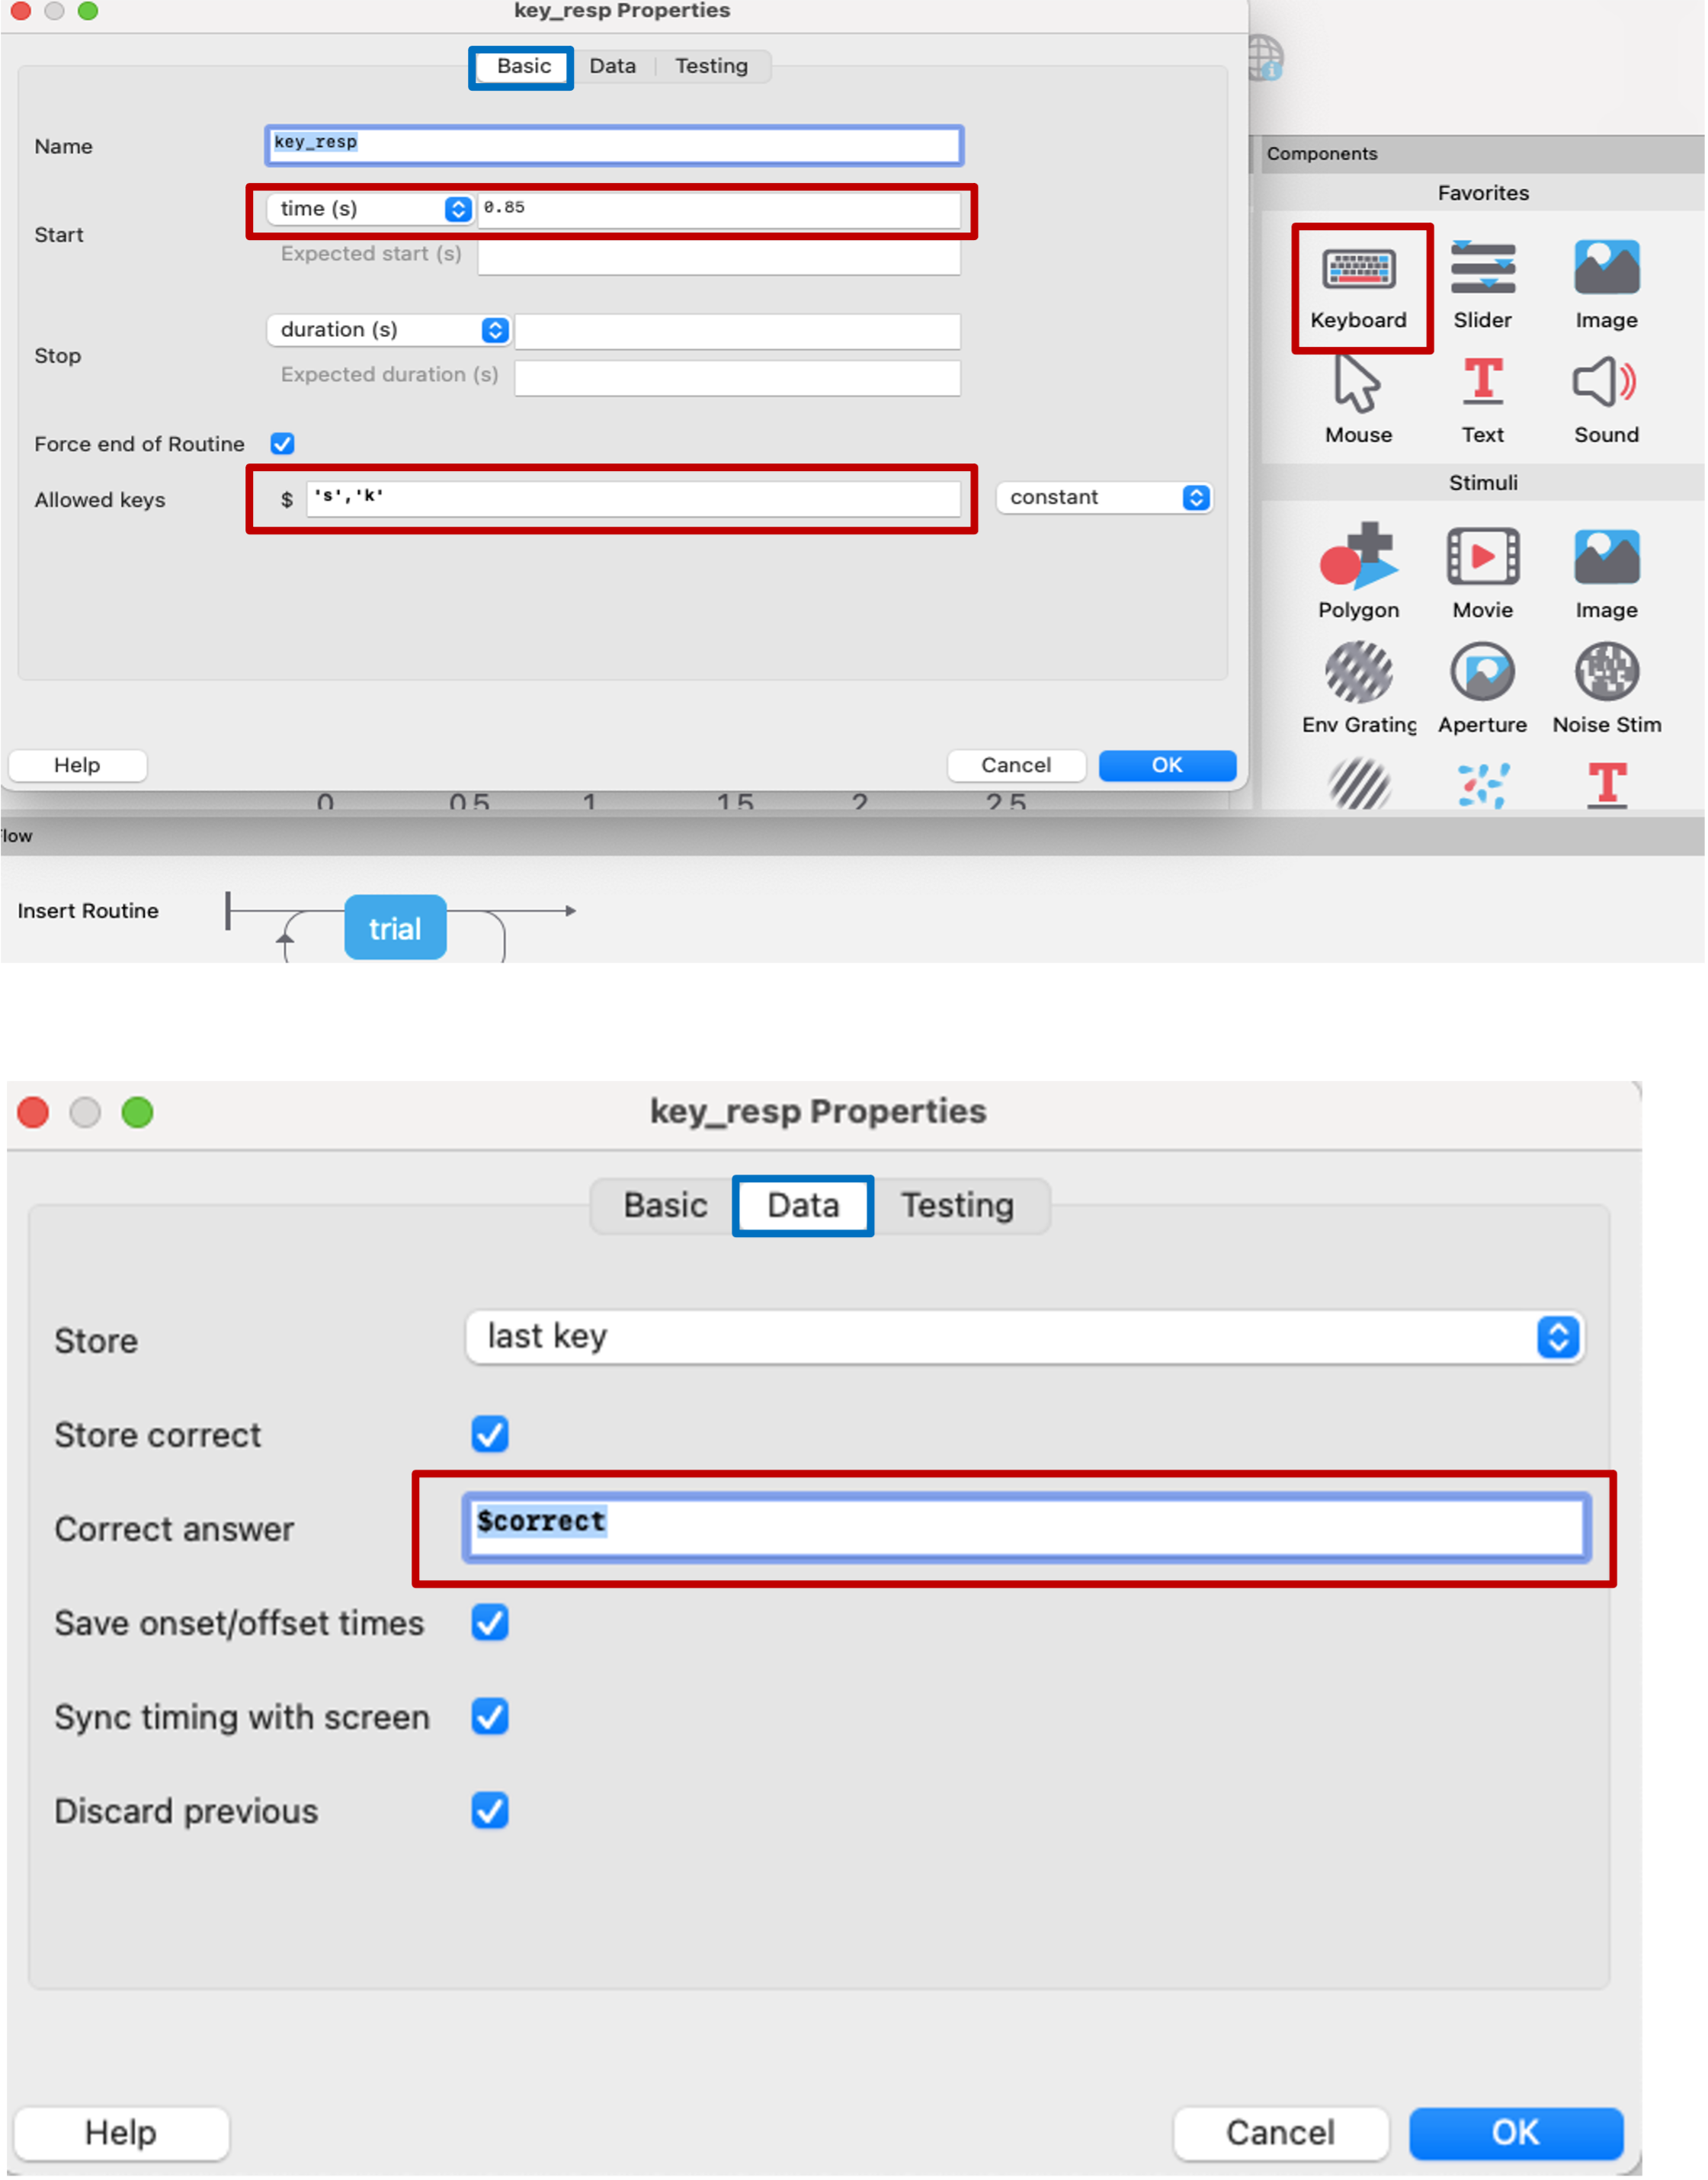 key_resp Properties
Basic Data Testing
Name key_resp
Start time (s) 0.85
Expected start (s)
Stop duration (s)
Expected duration (s)
Force end of Routine
Allowed keys $ 's','k' constant
Help Cancel OK
Components
Favorites
Keyboard Slider Image
Mouse Text Sound
Stimuli
Polygon Movie Image
Env Grating Aperture Noise Stim
0 0.5 1 1.5 2 2.5
Flow
Insert Routine trial
key_resp Properties
Basic Data Testing
Store last key
Store correct
Correct answer $correct
Save onset/offset times
Sync timing with screen
Discard previous
Help Cancel OK